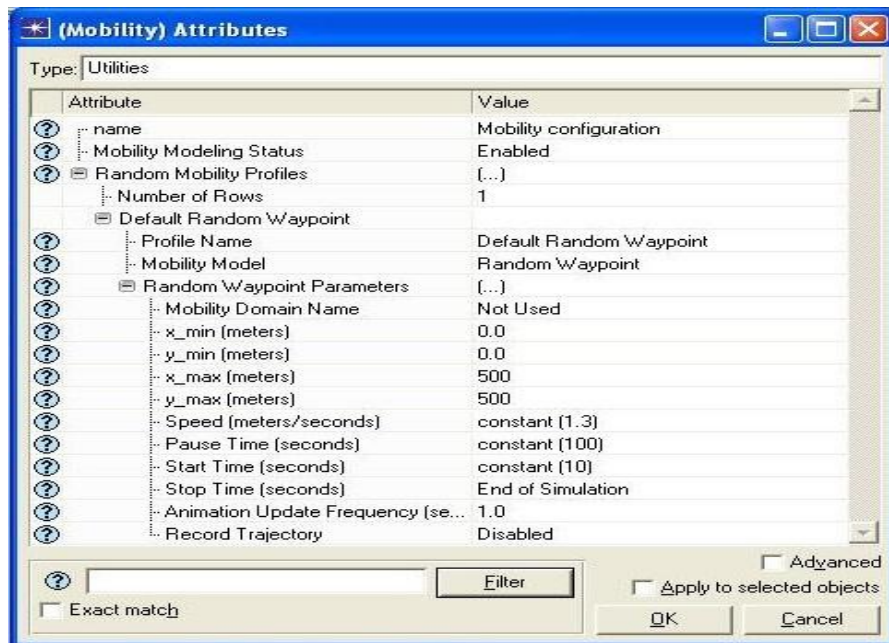 (Mobility) Attributes
Type: Utilities
Attribute Value
name Mobility configuration
Mobility Modeling Status Enabled
Random Mobility Profiles (...)
Number of Rows 1
Default Random Waypoint
Profile Name Default Random Waypoint
Mobility Model Random Waypoint
Random Waypoint Parameters (...)
Mobility Domain Name Not Used
x_min (meters) 0.0
y_min (meters) 0.0
x_max (meters) 500
y_max (meters) 500
Speed (meters/seconds) constant (1.3)
Pause Time (seconds) constant (100)
Start Time (seconds) constant (10)
Stop Time (seconds) End of Simulation
Animation Update Frequency (se... 1.0
Record Trajectory Disabled
Advanced
Filter
Apply to selected objects
Exact match
OK Cancel